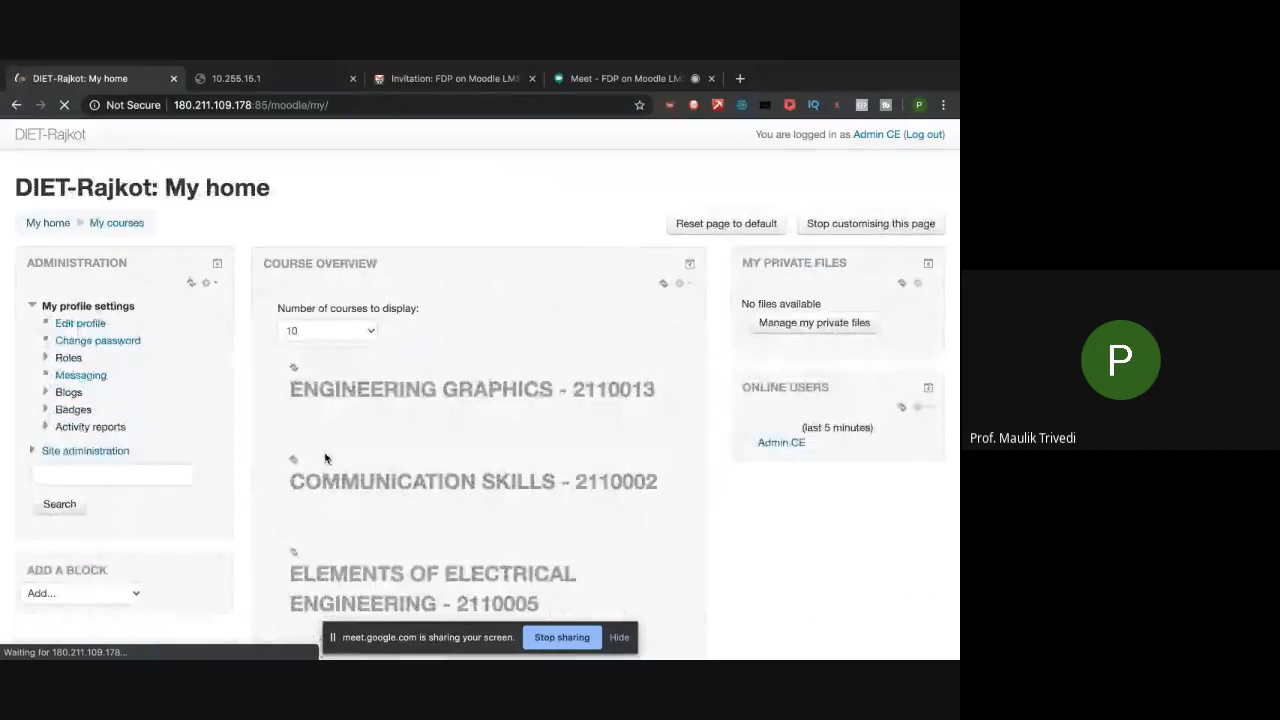 DIET-Rajkot: My home
10.255.15.1
Invitation: FDP on Moodle LMS
Meet - FDP on Moodle LM
Not Secure | 180.211.109.178:85/moodle/my/
IQ
P
DIET-Rajkot
You are logged in as Admin CE (Log out)
DIET-Rajkot: My home
My home My courses
Reset page to default
Stop customising this page
ADMINISTRATION
My profile settings
Edit profile
Change password
Roles
Messaging
Blogs
Badges
Activity reports
Site administration
Search
ADD A BLOCK
Add...
COURSE OVERVIEW
Number of courses to display:
10
ENGINEERING GRAPHICS - 2110013
COMMUNICATION SKILLS - 2110002
ELEMENTS OF ELECTRICAL
ENGINEERING - 2110005
MY PRIVATE FILES
No files available
Manage my private files
ONLINE USERS
(last 5 minutes)
Admin CE
meet.google.com is sharing your screen.
Stop sharing
Hide
Waiting for 180.211.109.178...
P
Prof. Maulik Trivedi